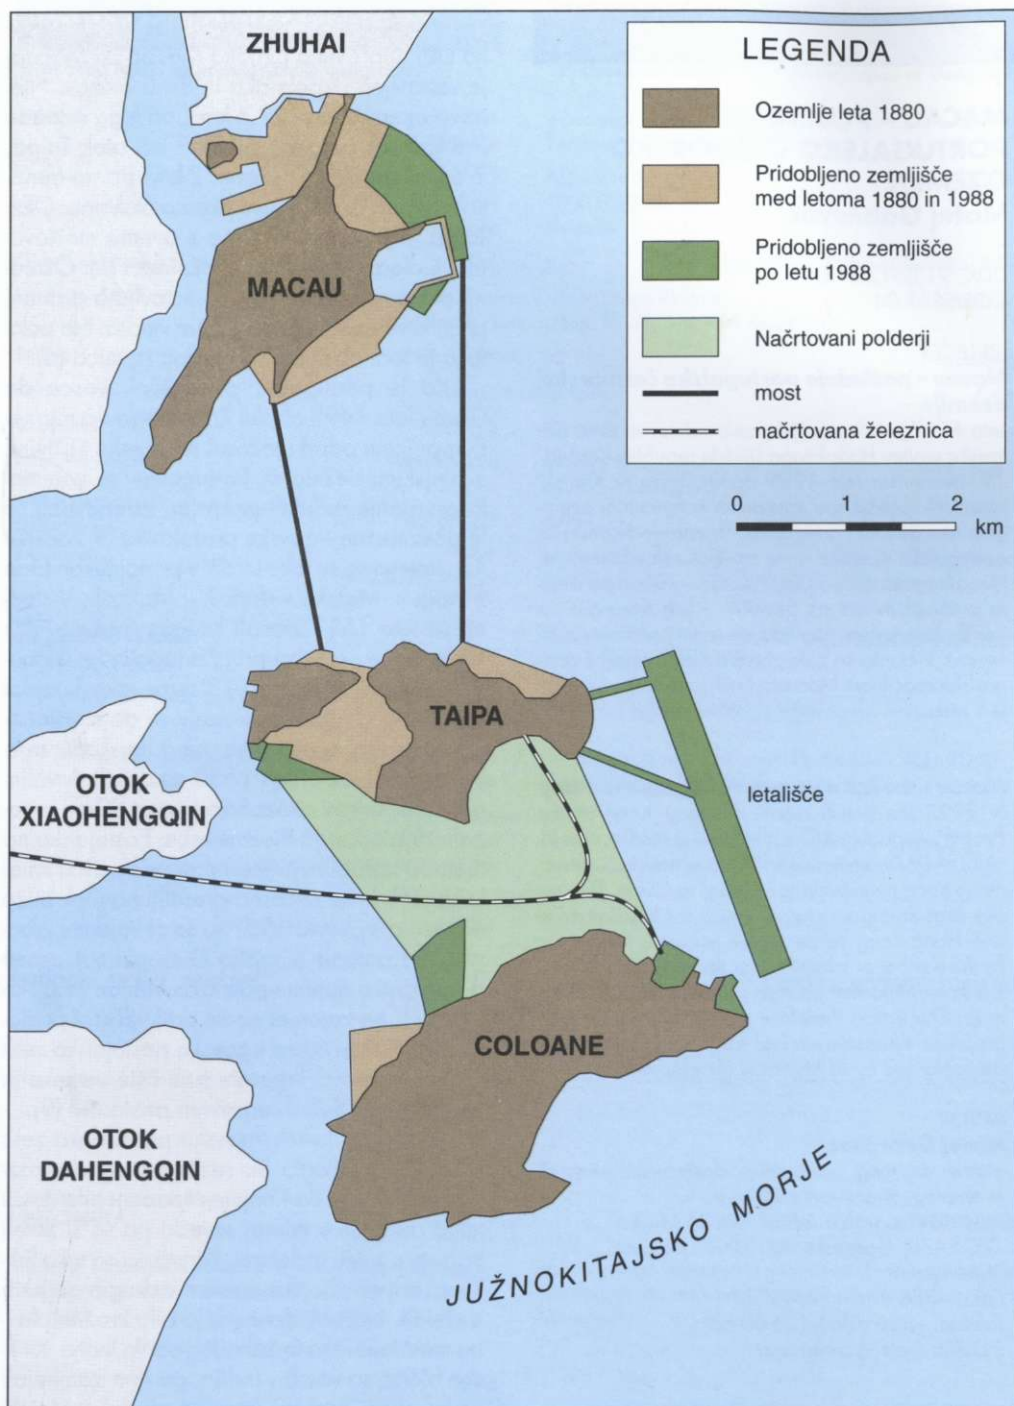 ZHUHAI
LEGENDA
Ozemlje leta 1880
Pridobljeno zemljišče
med letoma 1880 in 1988
Pridobljeno zemljišče
po letu 1988
Načrtovani polderji
most
načrtovana železnica
0 1 2
km
MACAU
TAIPA
OTOK
XIAOHENGQIN
letališče
COLOANE
OTOK
DAHENGQIN
JUŽNOKITAJSKO MORJE